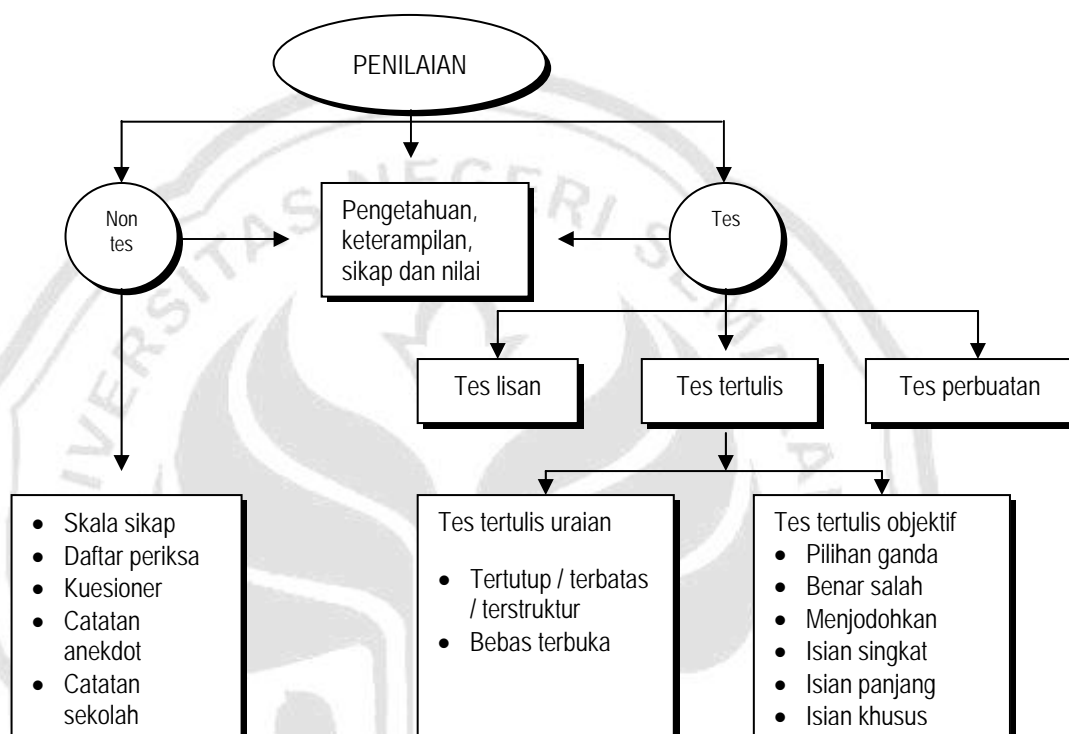 PENILAIAN
Non
tes
Pengetahuan,
keterampilan,
sikap dan nilai
Tes
Tes lisan
Tes tertulis
Tes perbuatan
• Skala sikap
• Daftar periksa
• Kuesioner
• Catatan
anekdot
• Catatan
sekolah
Tes tertulis uraian
• Tertutup / terbatas
/ terstruktur
• Bebas terbuka
Tes tertulis objektif
• Pilihan ganda
• Benar salah
• Menjodohkan
• Isian singkat
• Isian panjang
• Isian khusus